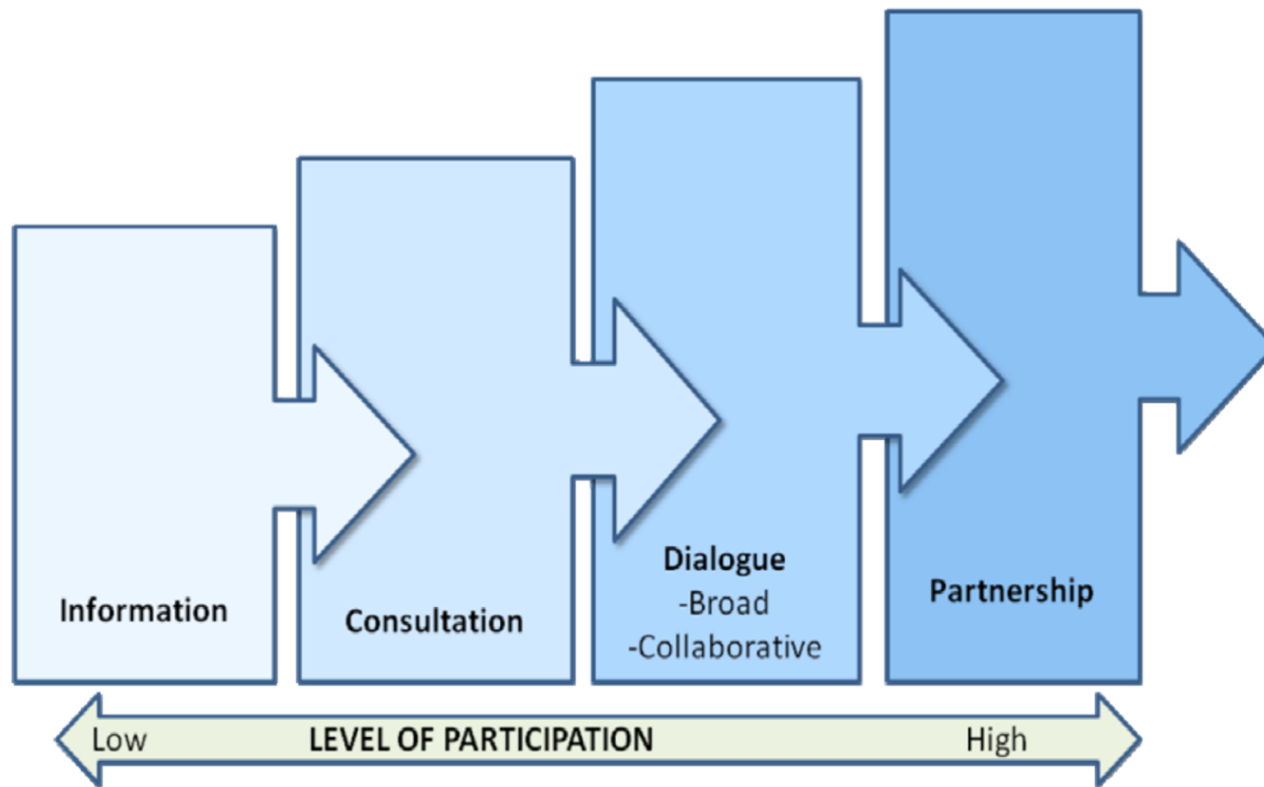 Information
Consultation
Dialogue
-Broad
-Collaborative
Partnership
Low LEVEL OF PARTICIPATION High